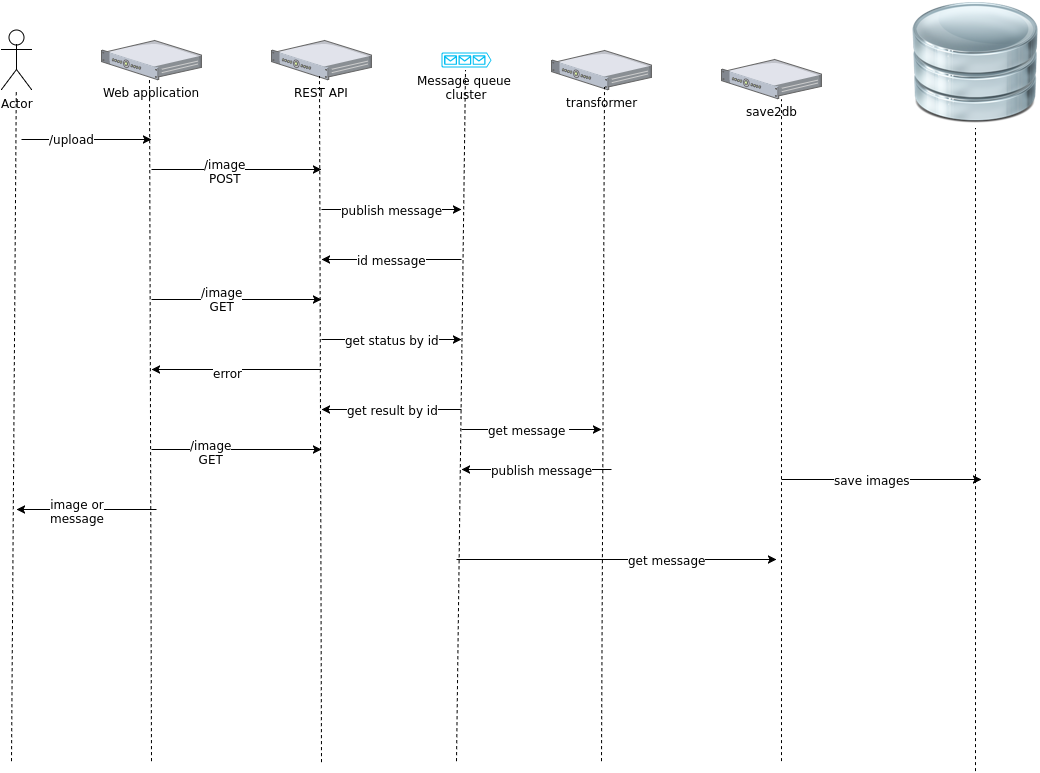 Actor
Web application
REST API
Message queue
cluster
transformer
save2db
/upload
/image
POST
publish message
id message
/image
GET
get status by id
error
get result by id
get message
/image
GET
publish message
save images
image or
message
get message